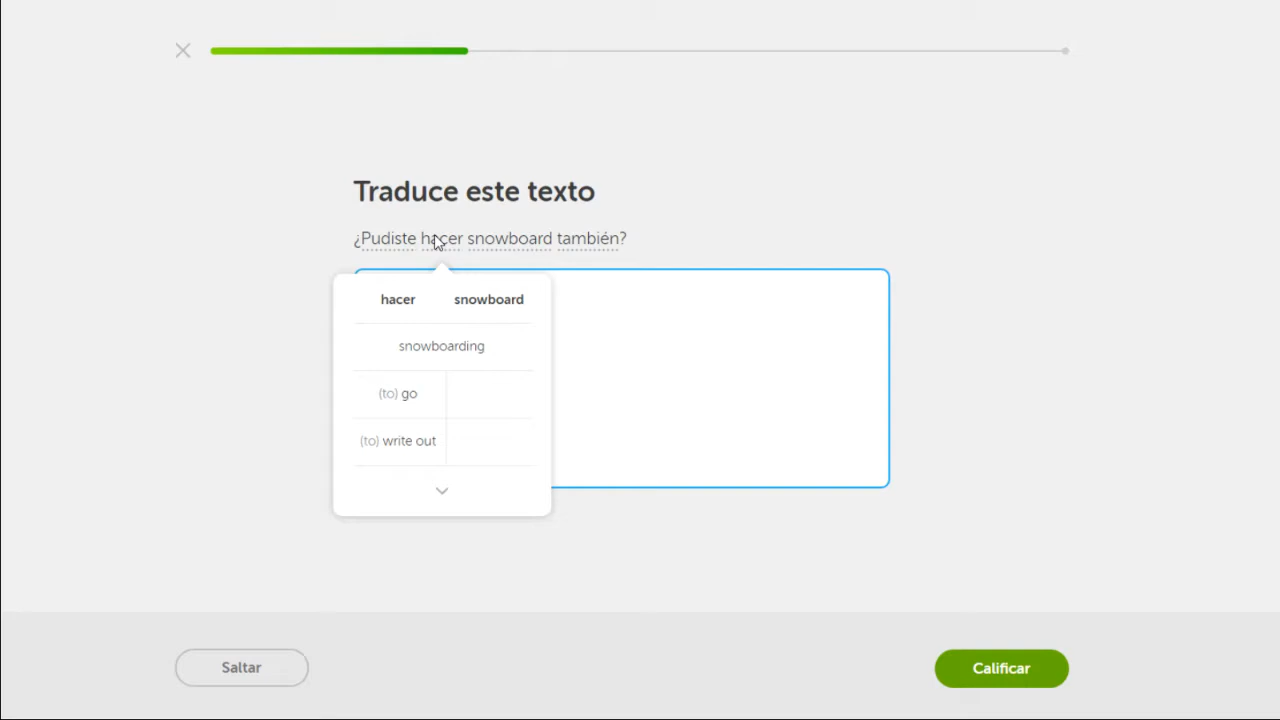 Traduce este texto
¿Pudiste hacer snowboard también?
hacer snowboard
snowboarding
(to) go
(to) write out
Saltar
Calificar